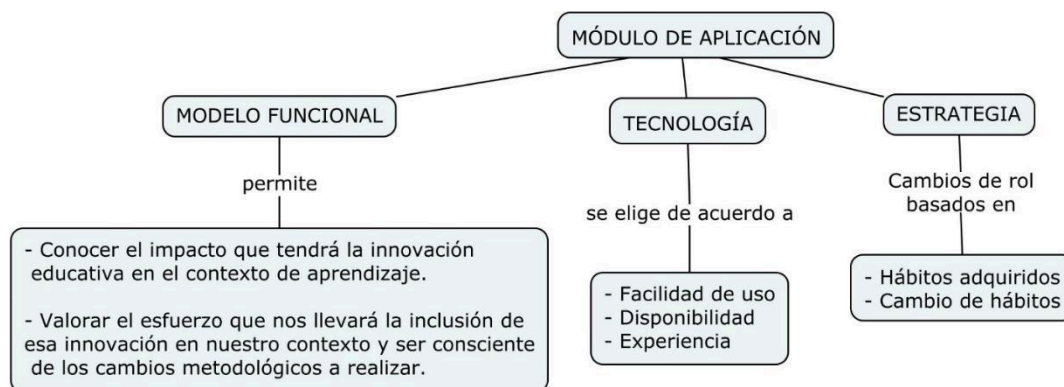 MÓDULO DE APLICACIÓN
MODELO FUNCIONAL
TECNOLOGÍA
ESTRATEGIA
permite
se elige de acuerdo a
Cambios de rol
basados en
- Conocer el impacto que tendrá la innovación
educativa en el contexto de aprendizaje.
- Valorar el esfuerzo que nos llevará la inclusión de
esa innovación en nuestro contexto y ser consciente
de los cambios metodológicos a realizar.
- Facilidad de uso
- Disponibilidad
- Experiencia
- Hábitos adquiridos
- Cambio de hábitos